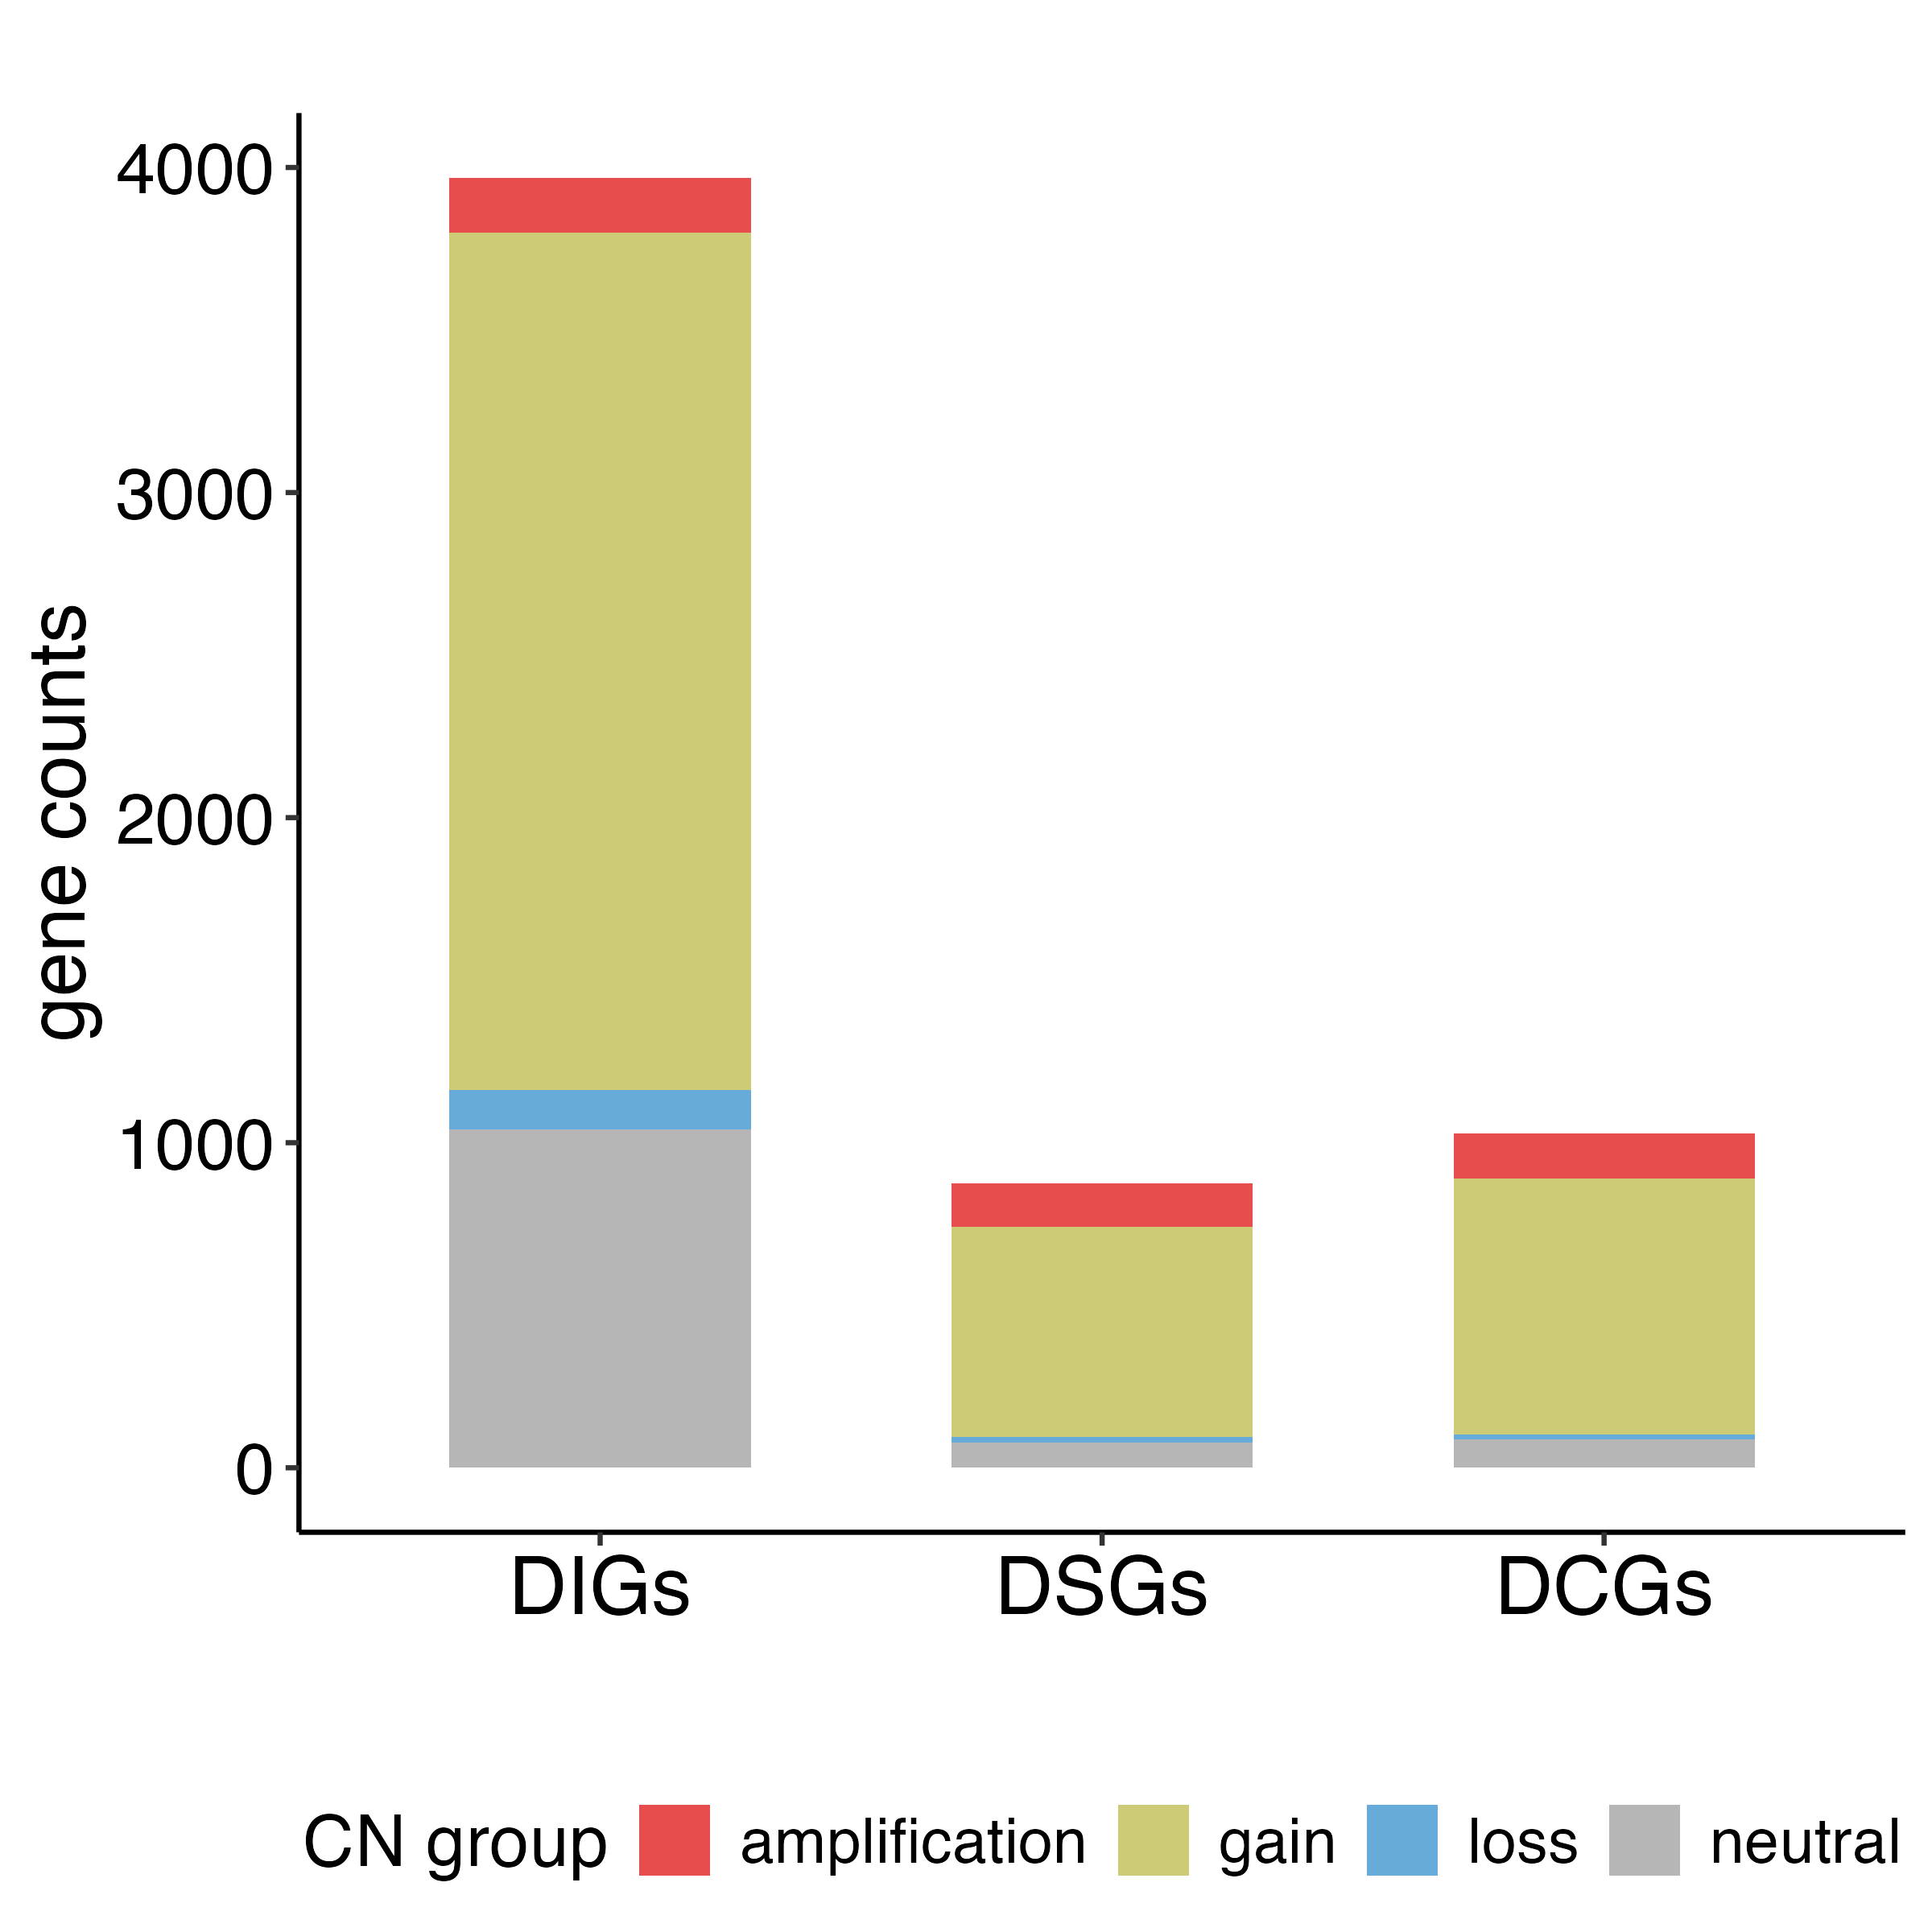 4000
3000
2000
1000
0
gene counts
DIGs DSGs DCGs
CN group amplification gain loss neutral